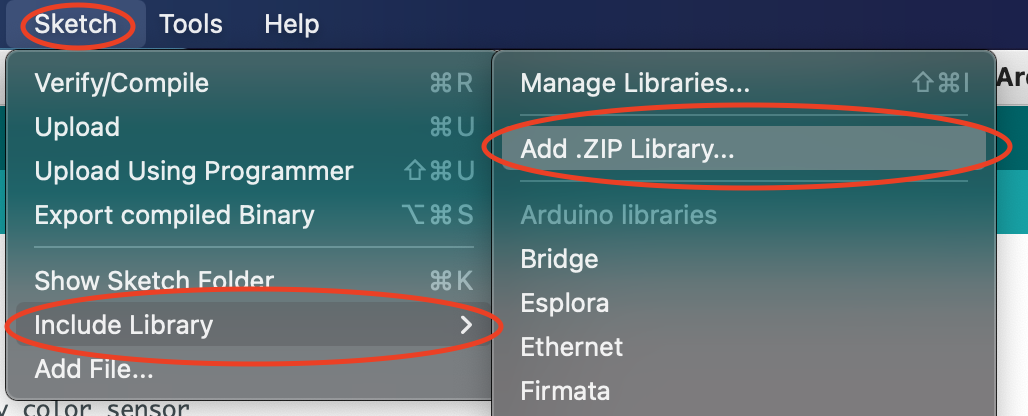 Sketch Tools Help
Verify/Compile ⌘R
Upload ⌘U
Upload Using Programmer ⇧⌘U
Export compiled Binary ⌥⌘S
Show Sketch Folder ⌘K
Include Library >
Add File...
color sensor
Manage Libraries... ⇧⌘I
Add .ZIP Library...
Arduino libraries
Bridge
Esplora
Ethernet
Firmata